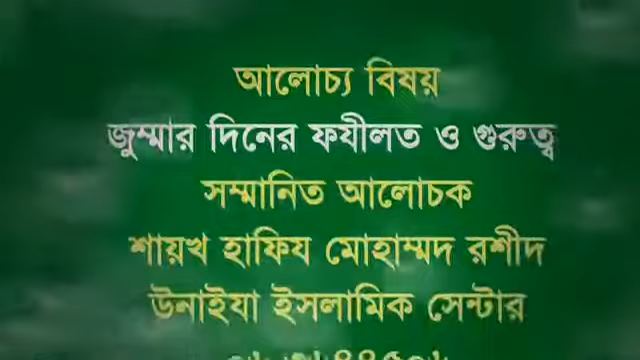 আলোচ্য বিষয়
জুম্মার দিনের ফযীলত ও গুরুত্ব
সম্মানিত আলোচক
শায়খ হাফিয মোহাম্মদ রশীদ
উনাইযা ইসলামিক সেন্টার